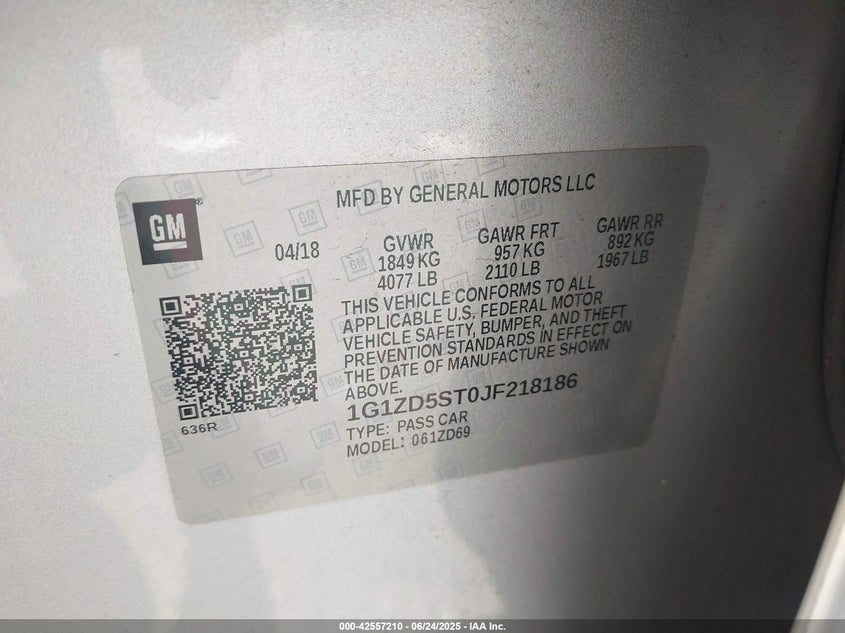 GM
MFD BY GENERAL MOTORS LLC
04/18
GVWR
1849 KG
4077 LB
GAWR FRT
957 KG
2110 LB
GAWR RR
892 KG
1967 LB
THIS VEHICLE CONFORMS TO ALL
APPLICABLE U.S. FEDERAL MOTOR
VEHICLE SAFETY, BUMPER, AND THEFT
PREVENTION STANDARDS IN EFFECT ON
THE DATE OF MANUFACTURE SHOWN
ABOVE.
1G1ZD5ST0JF218186
TYPE: PASS CAR
MODEL: 061ZD69
636R
000-42557210 - 06/24/2025 - IAA Inc.